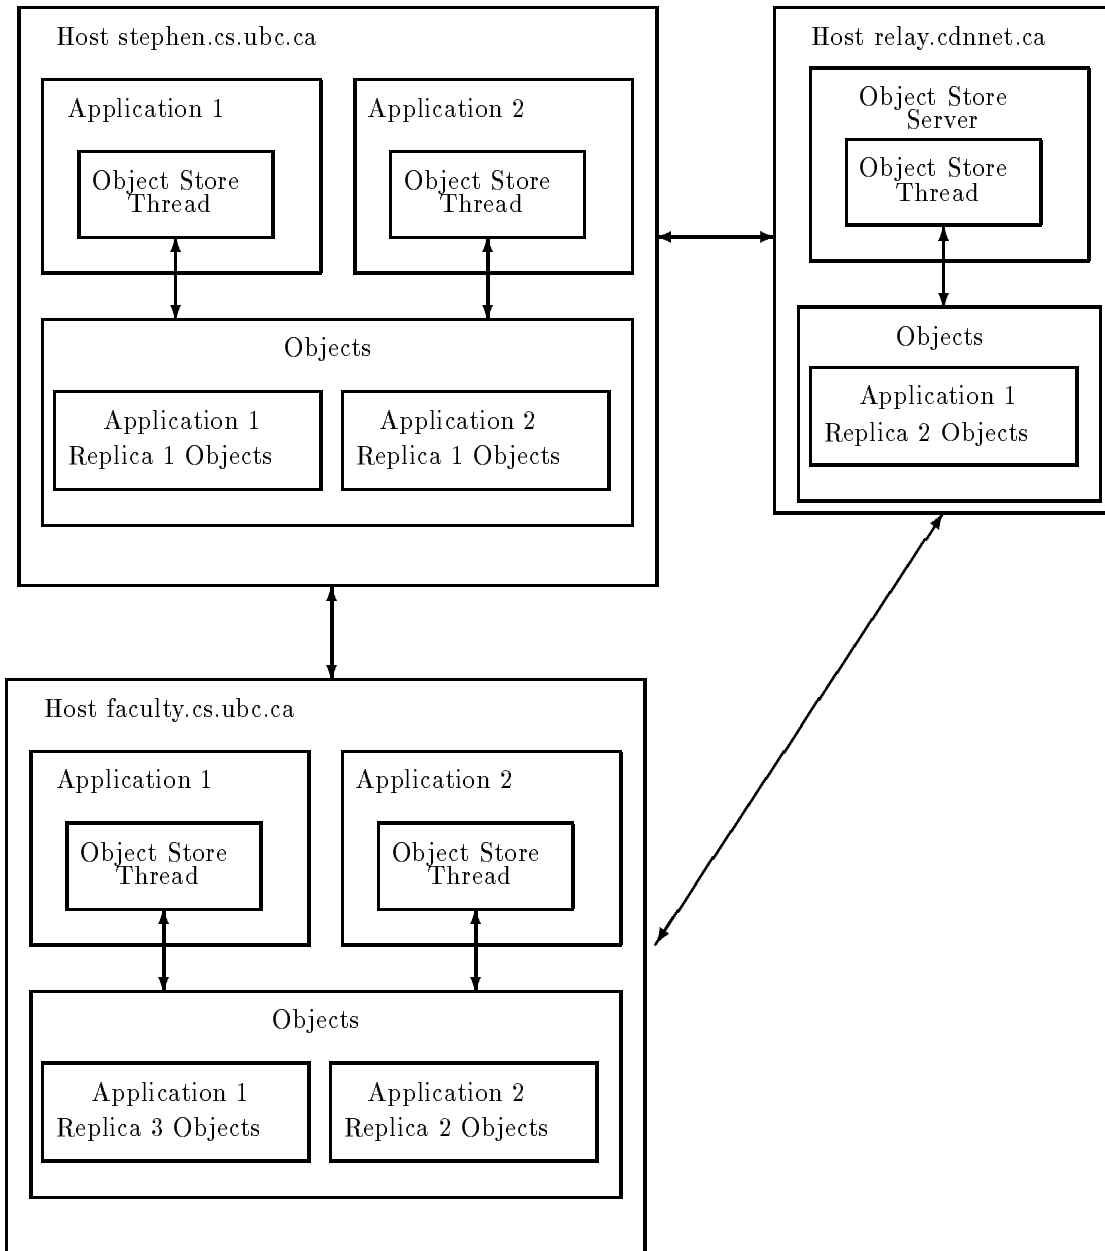 Host stephen.cs.ubc.ca
Application 1
Object Store
Thread
Application 2
Object Store
Thread
Objects
Application 1
Replica 1 Objects
Application 2
Replica 1 Objects
Host relay.cdnnet.ca
Object Store
Server
Object Store
Thread
Objects
Application 1
Replica 2 Objects
Host faculty.cs.ubc.ca
Application 1
Object Store
Thread
Application 2
Object Store
Thread
Objects
Application 1
Replica 3 Objects
Application 2
Replica 2 Objects